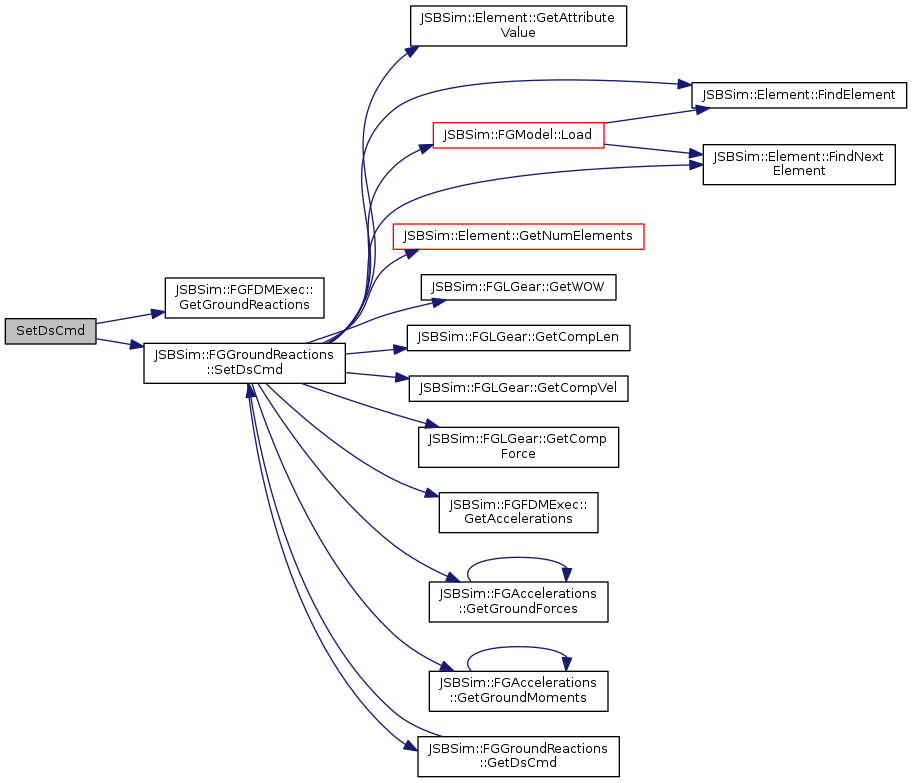 JSBSim::Element::GetAttribute
Value
JSBSim::Element::FindElement
JSBSim::FGModel::Load
JSBSim::Element::FindNext
Element
JSBSim::Element::GetNumElements
JSBSim::FGFDMExec::
GetGroundReactions
JSBSim::FGLGear::GetWOW
SetDsCmd
JSBSim::FGGroundReactions
::SetDsCmd
JSBSim::FGLGear::GetCompLen
JSBSim::FGLGear::GetCompVel
JSBSim::FGLGear::GetComp
Force
JSBSim::FGFDMExec::
GetAccelerations
JSBSim::FGAccelerations
::GetGroundForces
JSBSim::FGAccelerations
::GetGroundMoments
JSBSim::FGGroundReactions
::GetDsCmd